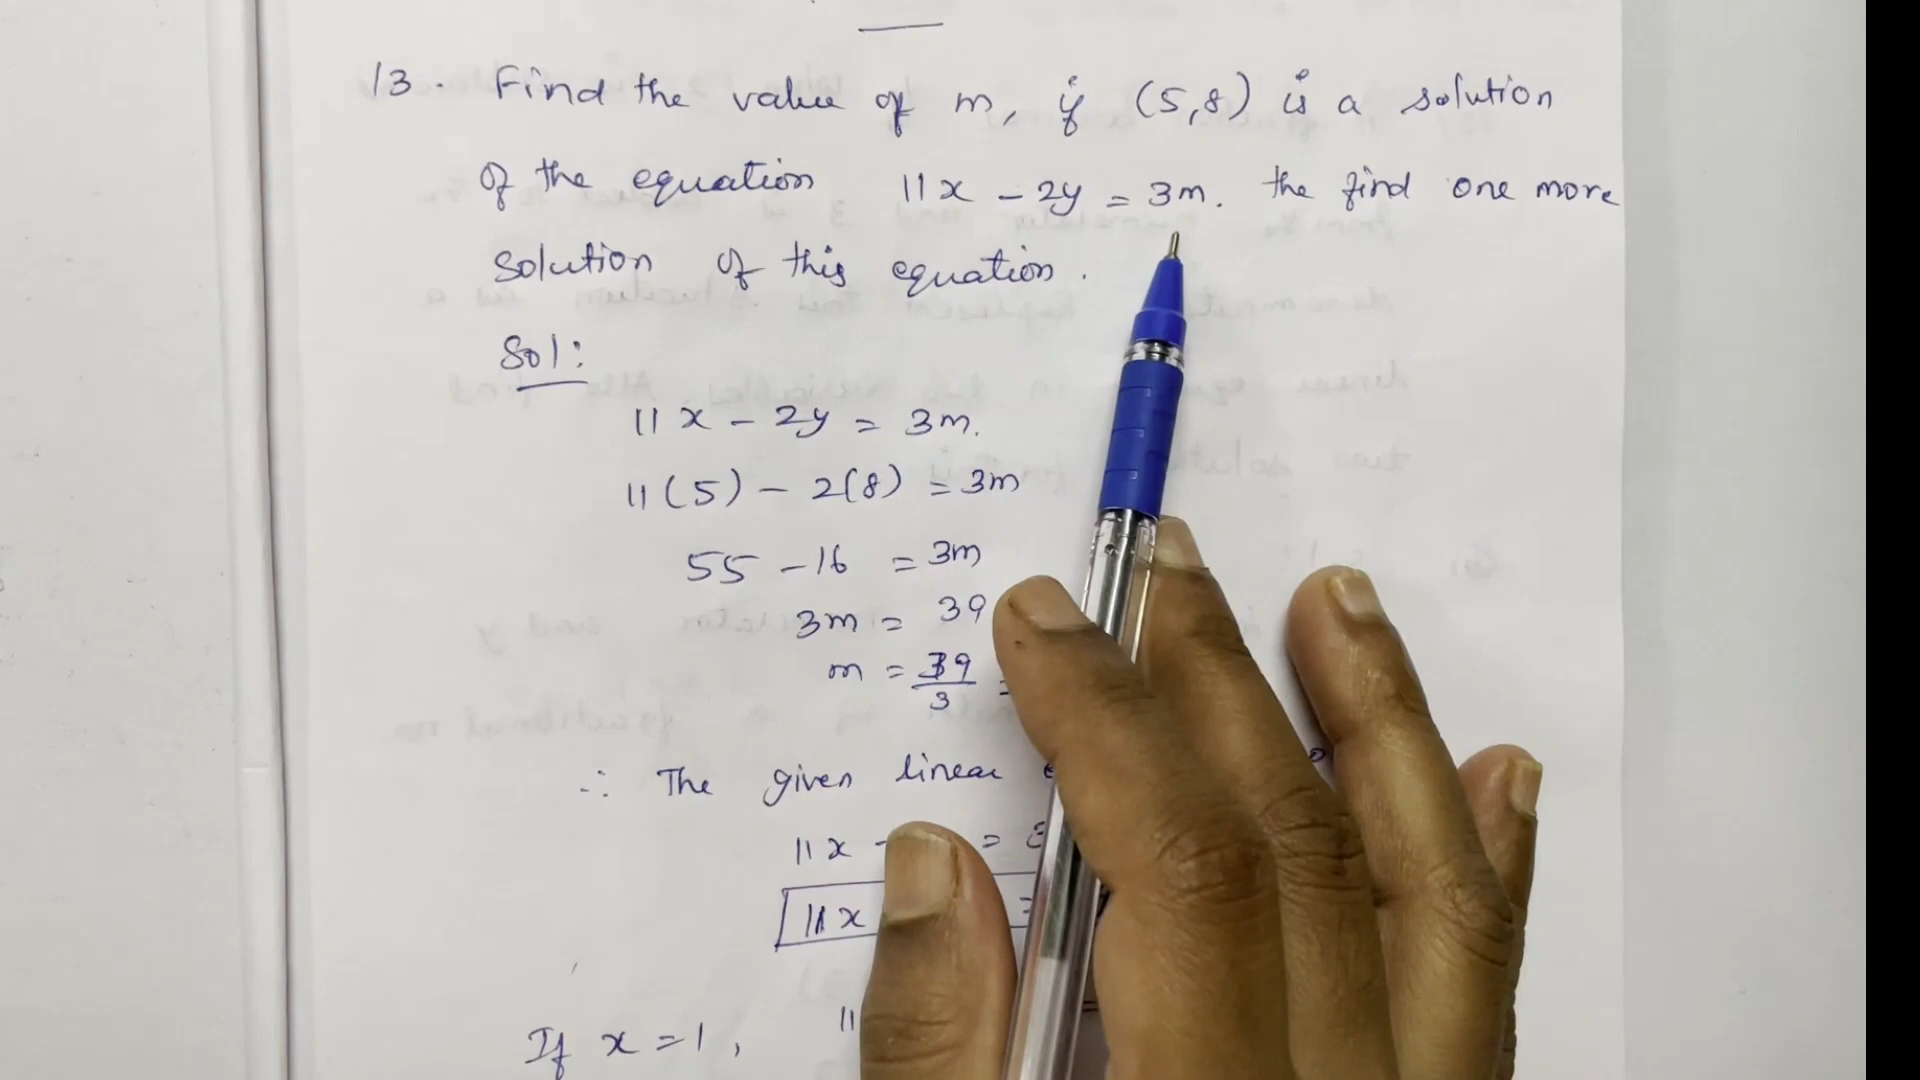 13. Find the value of m, if (5,8) is a solution
of the equation 11x - 2y = 3m. the find one more
solution of this equation.
Sol:
11x - 2y = 3m.
11(5) - 2(8) = 3m
55 - 16 = 3m
3m = 39
m = 39/3 =
∴ The given linear
11x - =
11x
If x = 1, 11